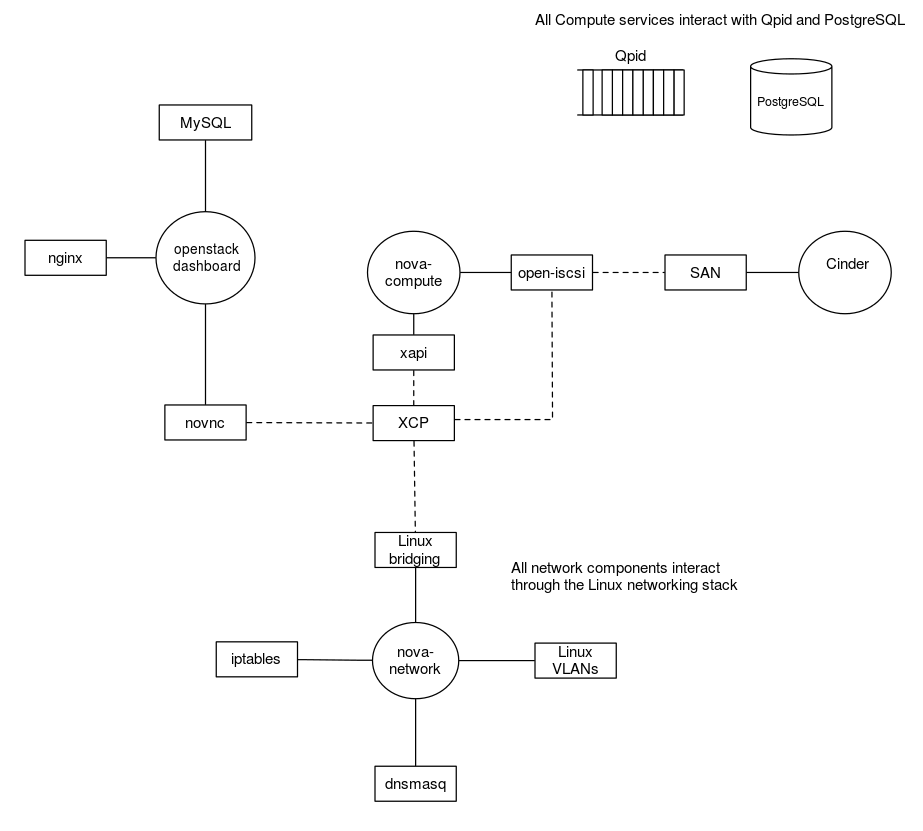 All Compute services interact with Qpid and PostgreSQL
Qpid
PostgreSQL
MySQL
nginx
openstack
dashboard
nova-
compute
open-iscsi
SAN
Cinder
xapi
novnc
XCP
Linux
bridging
All network components interact
through the Linux networking stack
iptables
nova-
network
Linux
VLANs
dnsmasq